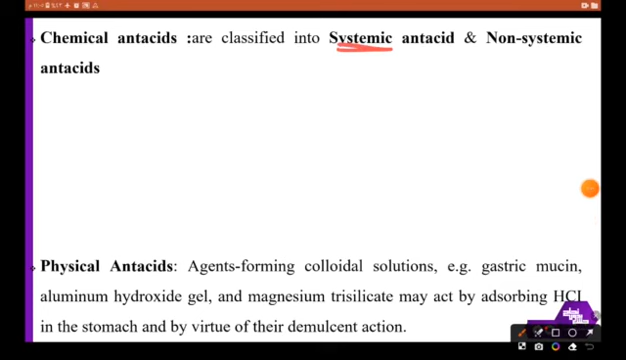 Chemical antacids :are classified into Systemic antacid & Non-systemic
antacids
Physical Antacids: Agents-forming colloidal solutions, e.g. gastric mucin,
aluminum hydroxide gel, and magnesium trisilicate may act by adsorbing HCl
in the stomach and by virtue of their demulcent action.